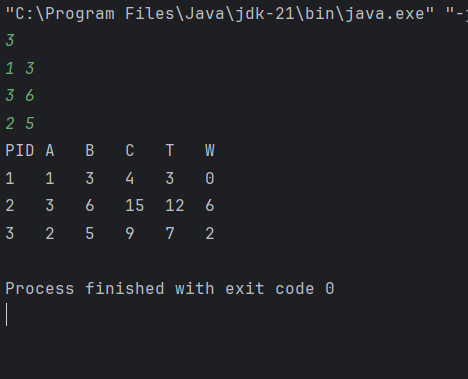 "C:\Program Files\Java\jdk-21\bin\java.exe" "-j
3
1 3
3 6
2 5
PID A B C T W
1 1 3 4 3 0
2 3 6 15 12 6
3 2 5 9 7 2
Process finished with exit code 0